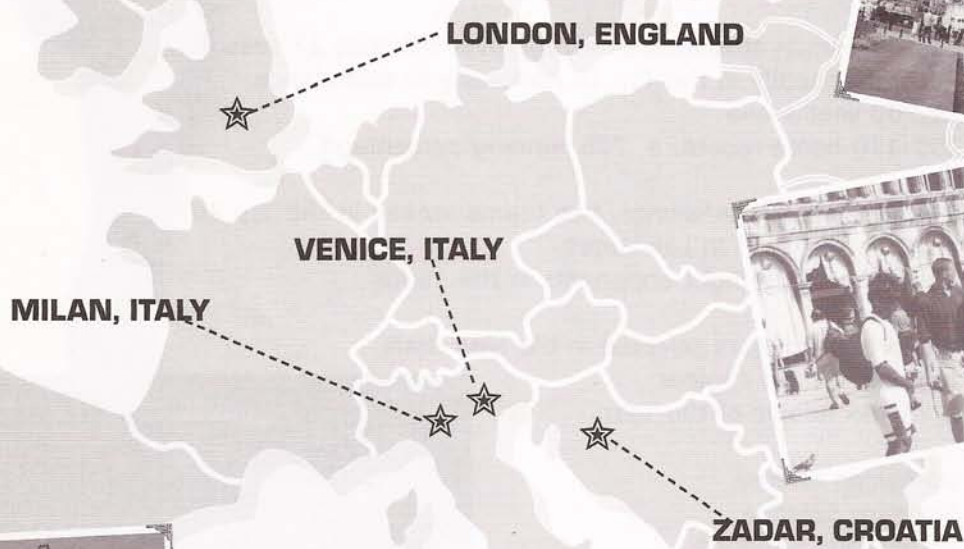 LONDON, ENGLAND
VENICE, ITALY
MILAN, ITALY
ZADAR, CROATIA